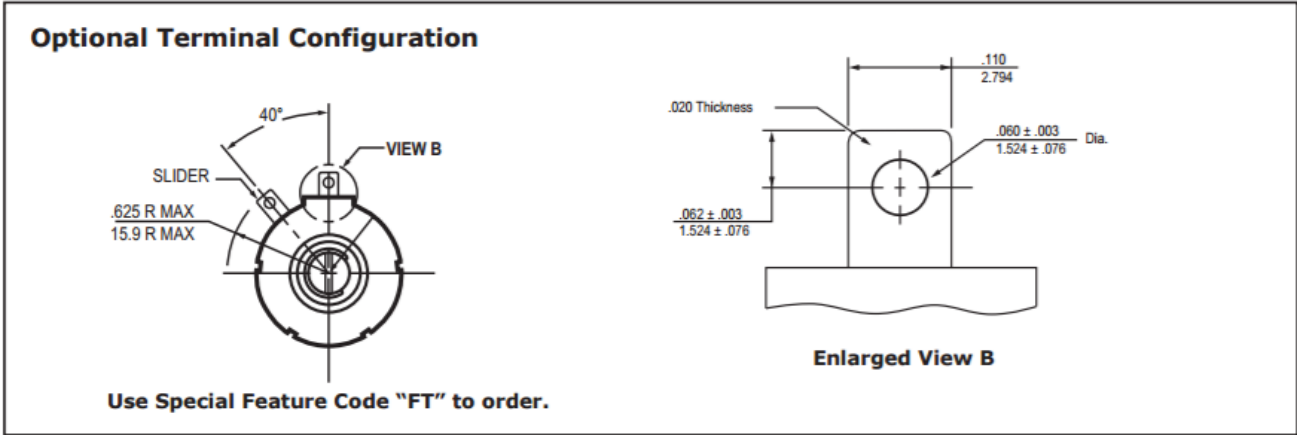 Optional Terminal Configuration
40°
VIEW B
SLIDER
.625 R MAX
15.9 R MAX
Use Special Feature Code “FT” to order.
.110
2.794
.020 Thickness
.060 ± .003
1.524 ± .076
Dia.
.062 ± .003
1.524 ± .076
Enlarged View B